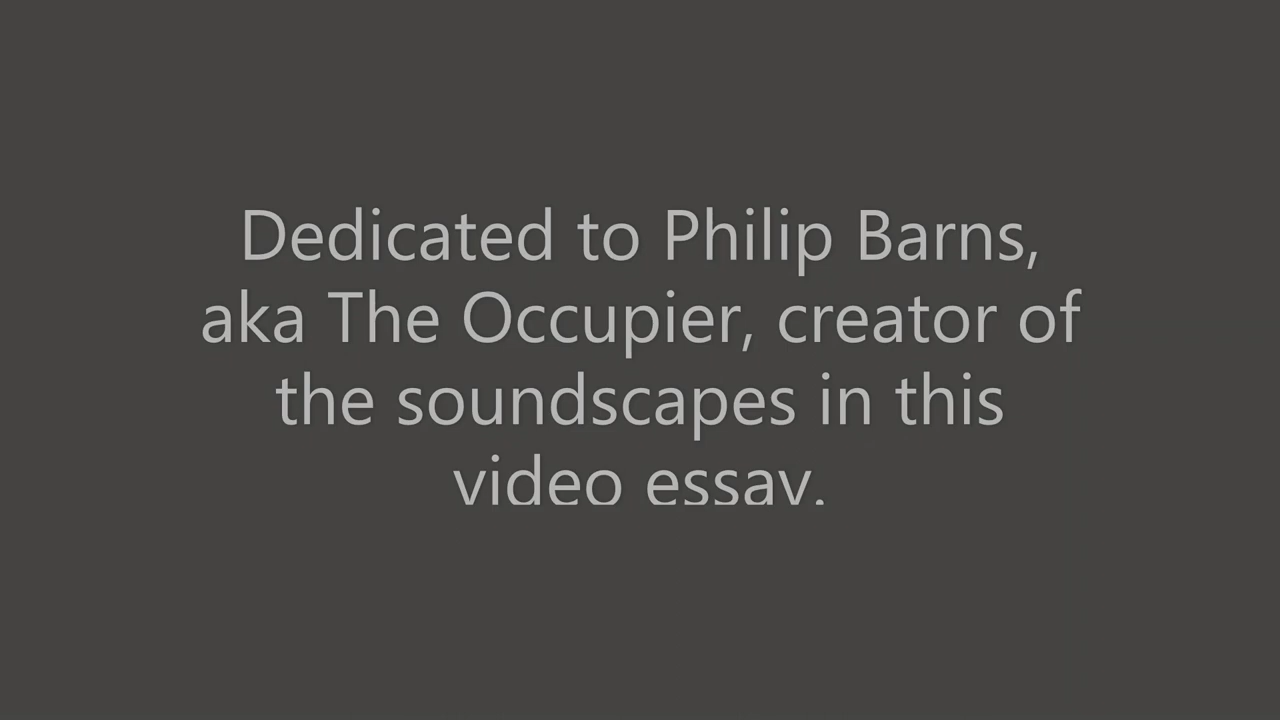 Dedicated to Philip Barns,
aka The Occupier, creator of
the soundscapes in this
video essay.